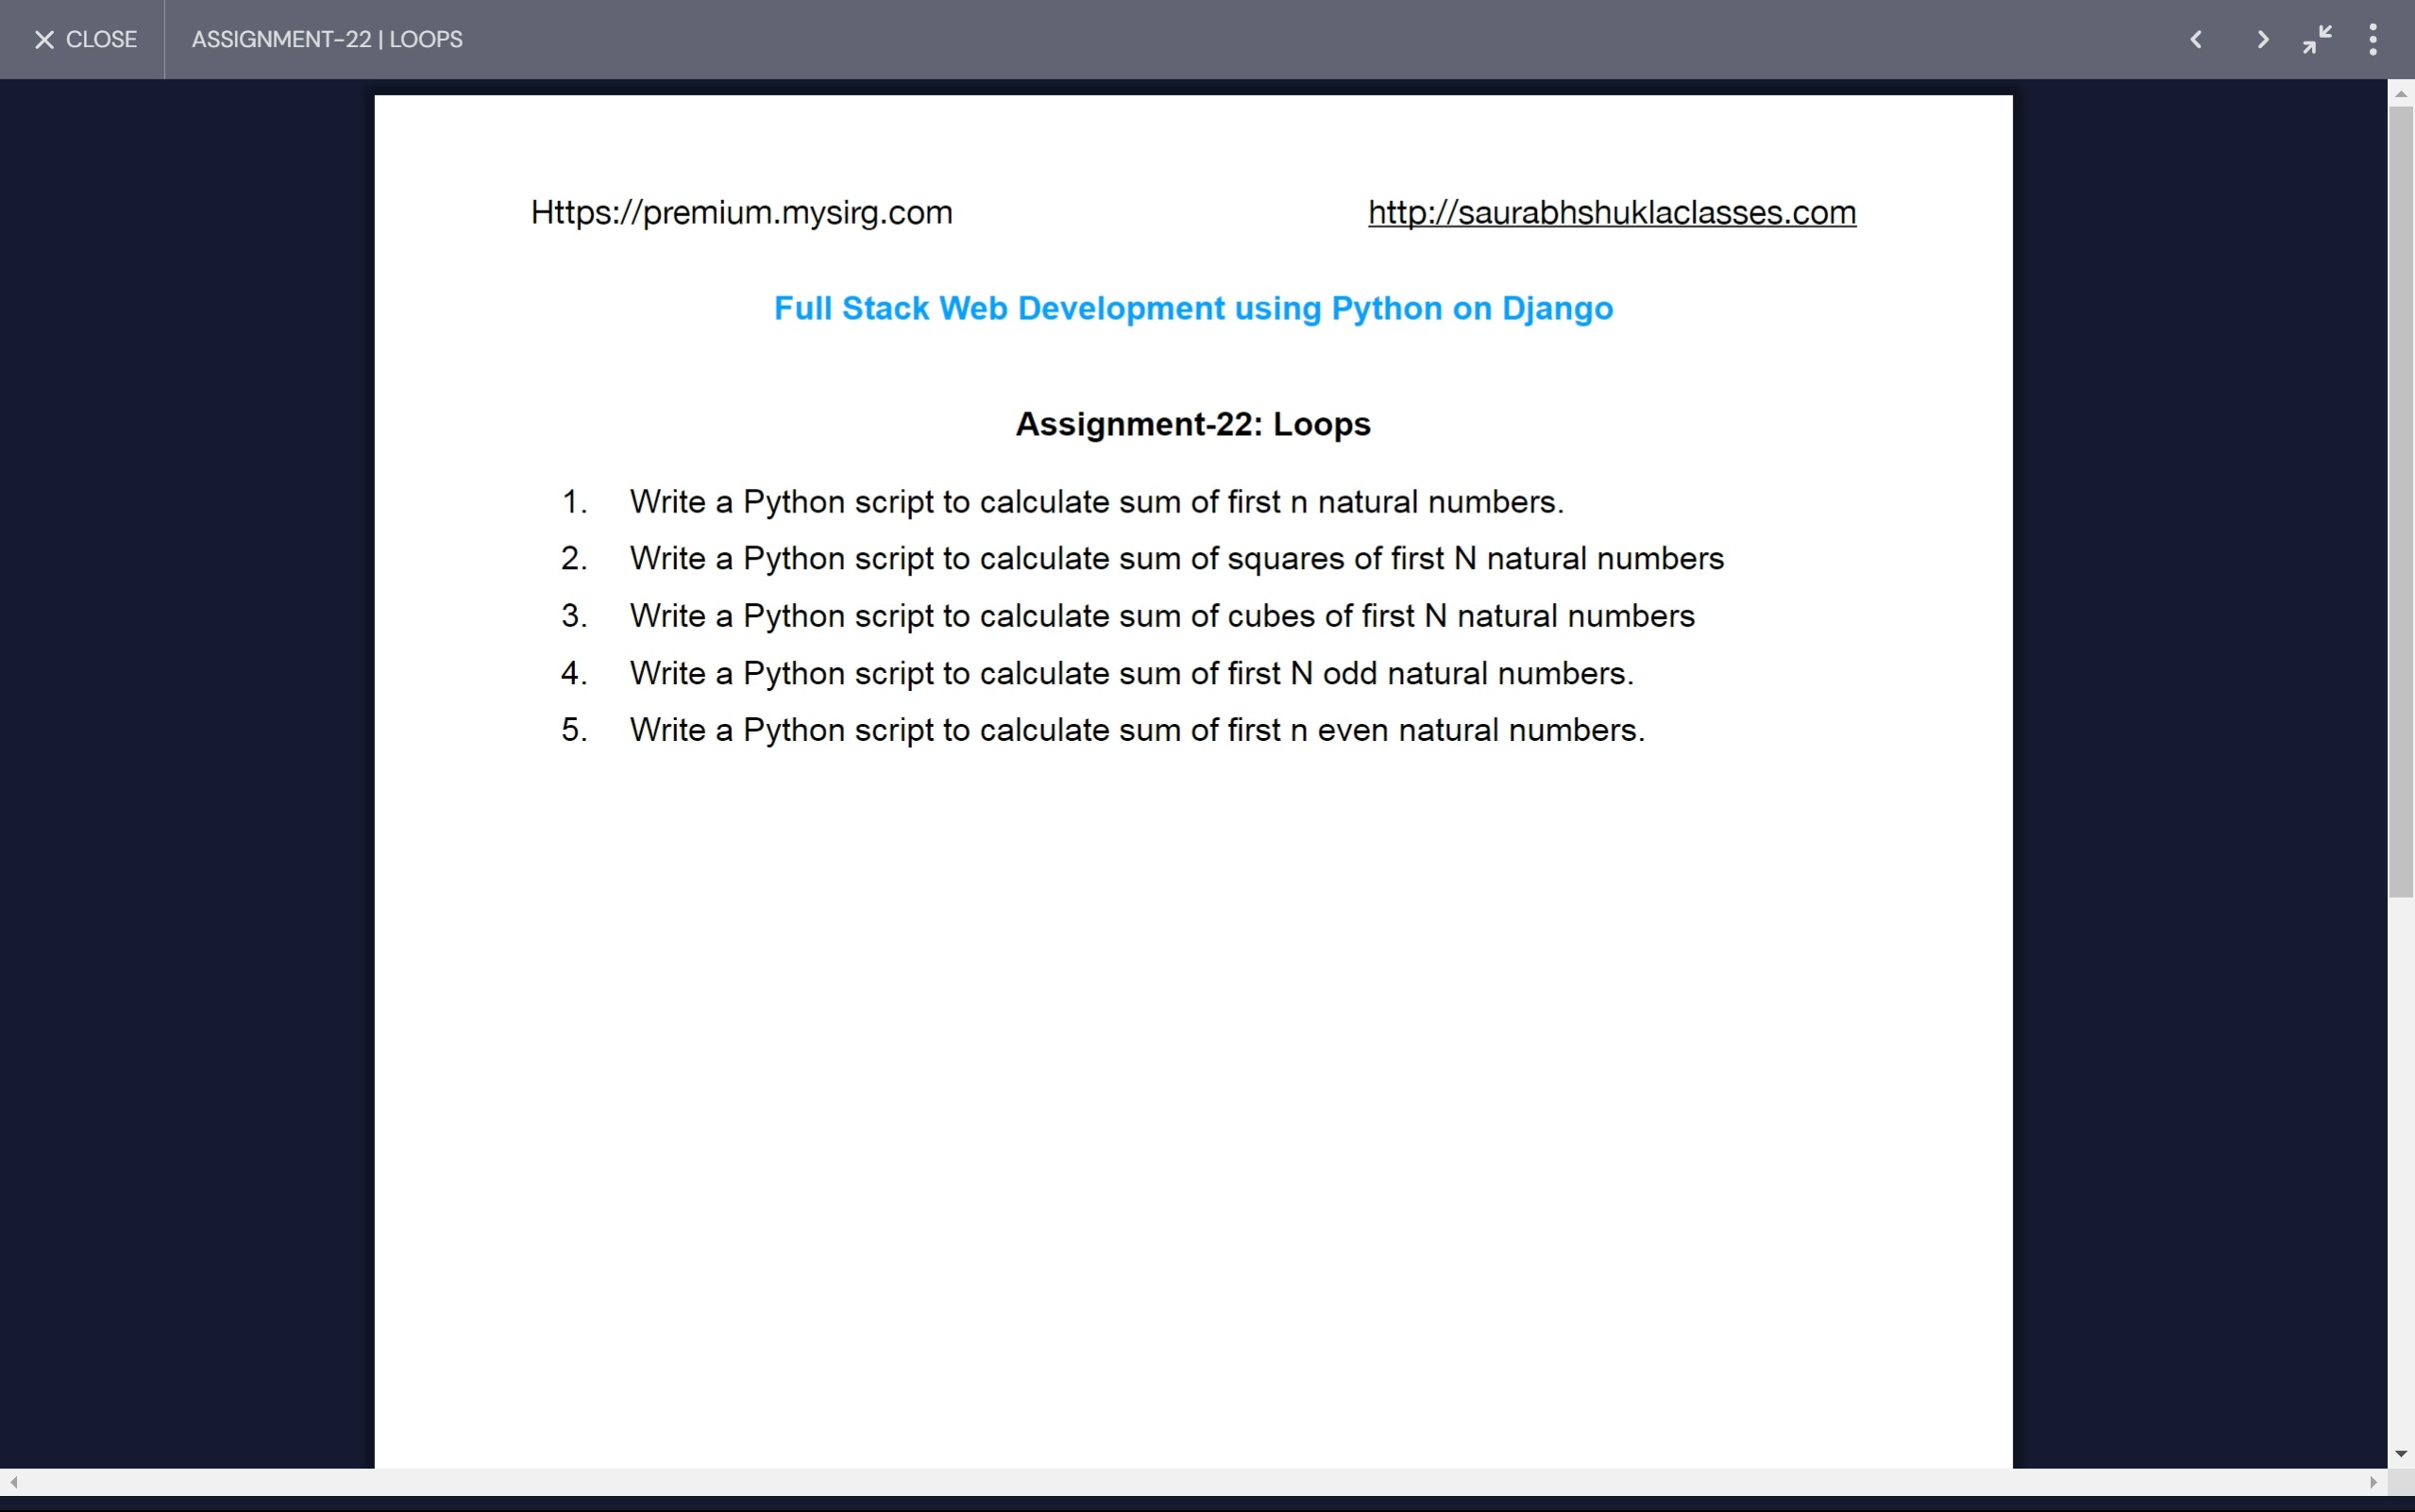 CLOSE
ASSIGNMENT-22 | LOOPS
Https://premium.mysirg.com
http://saurabhshuklaclasses.com
Full Stack Web Development using Python on Django
Assignment-22: Loops
1. Write a Python script to calculate sum of first n natural numbers.
2. Write a Python script to calculate sum of squares of first N natural numbers
3. Write a Python script to calculate sum of cubes of first N natural numbers
4. Write a Python script to calculate sum of first N odd natural numbers.
5. Write a Python script to calculate sum of first n even natural numbers.